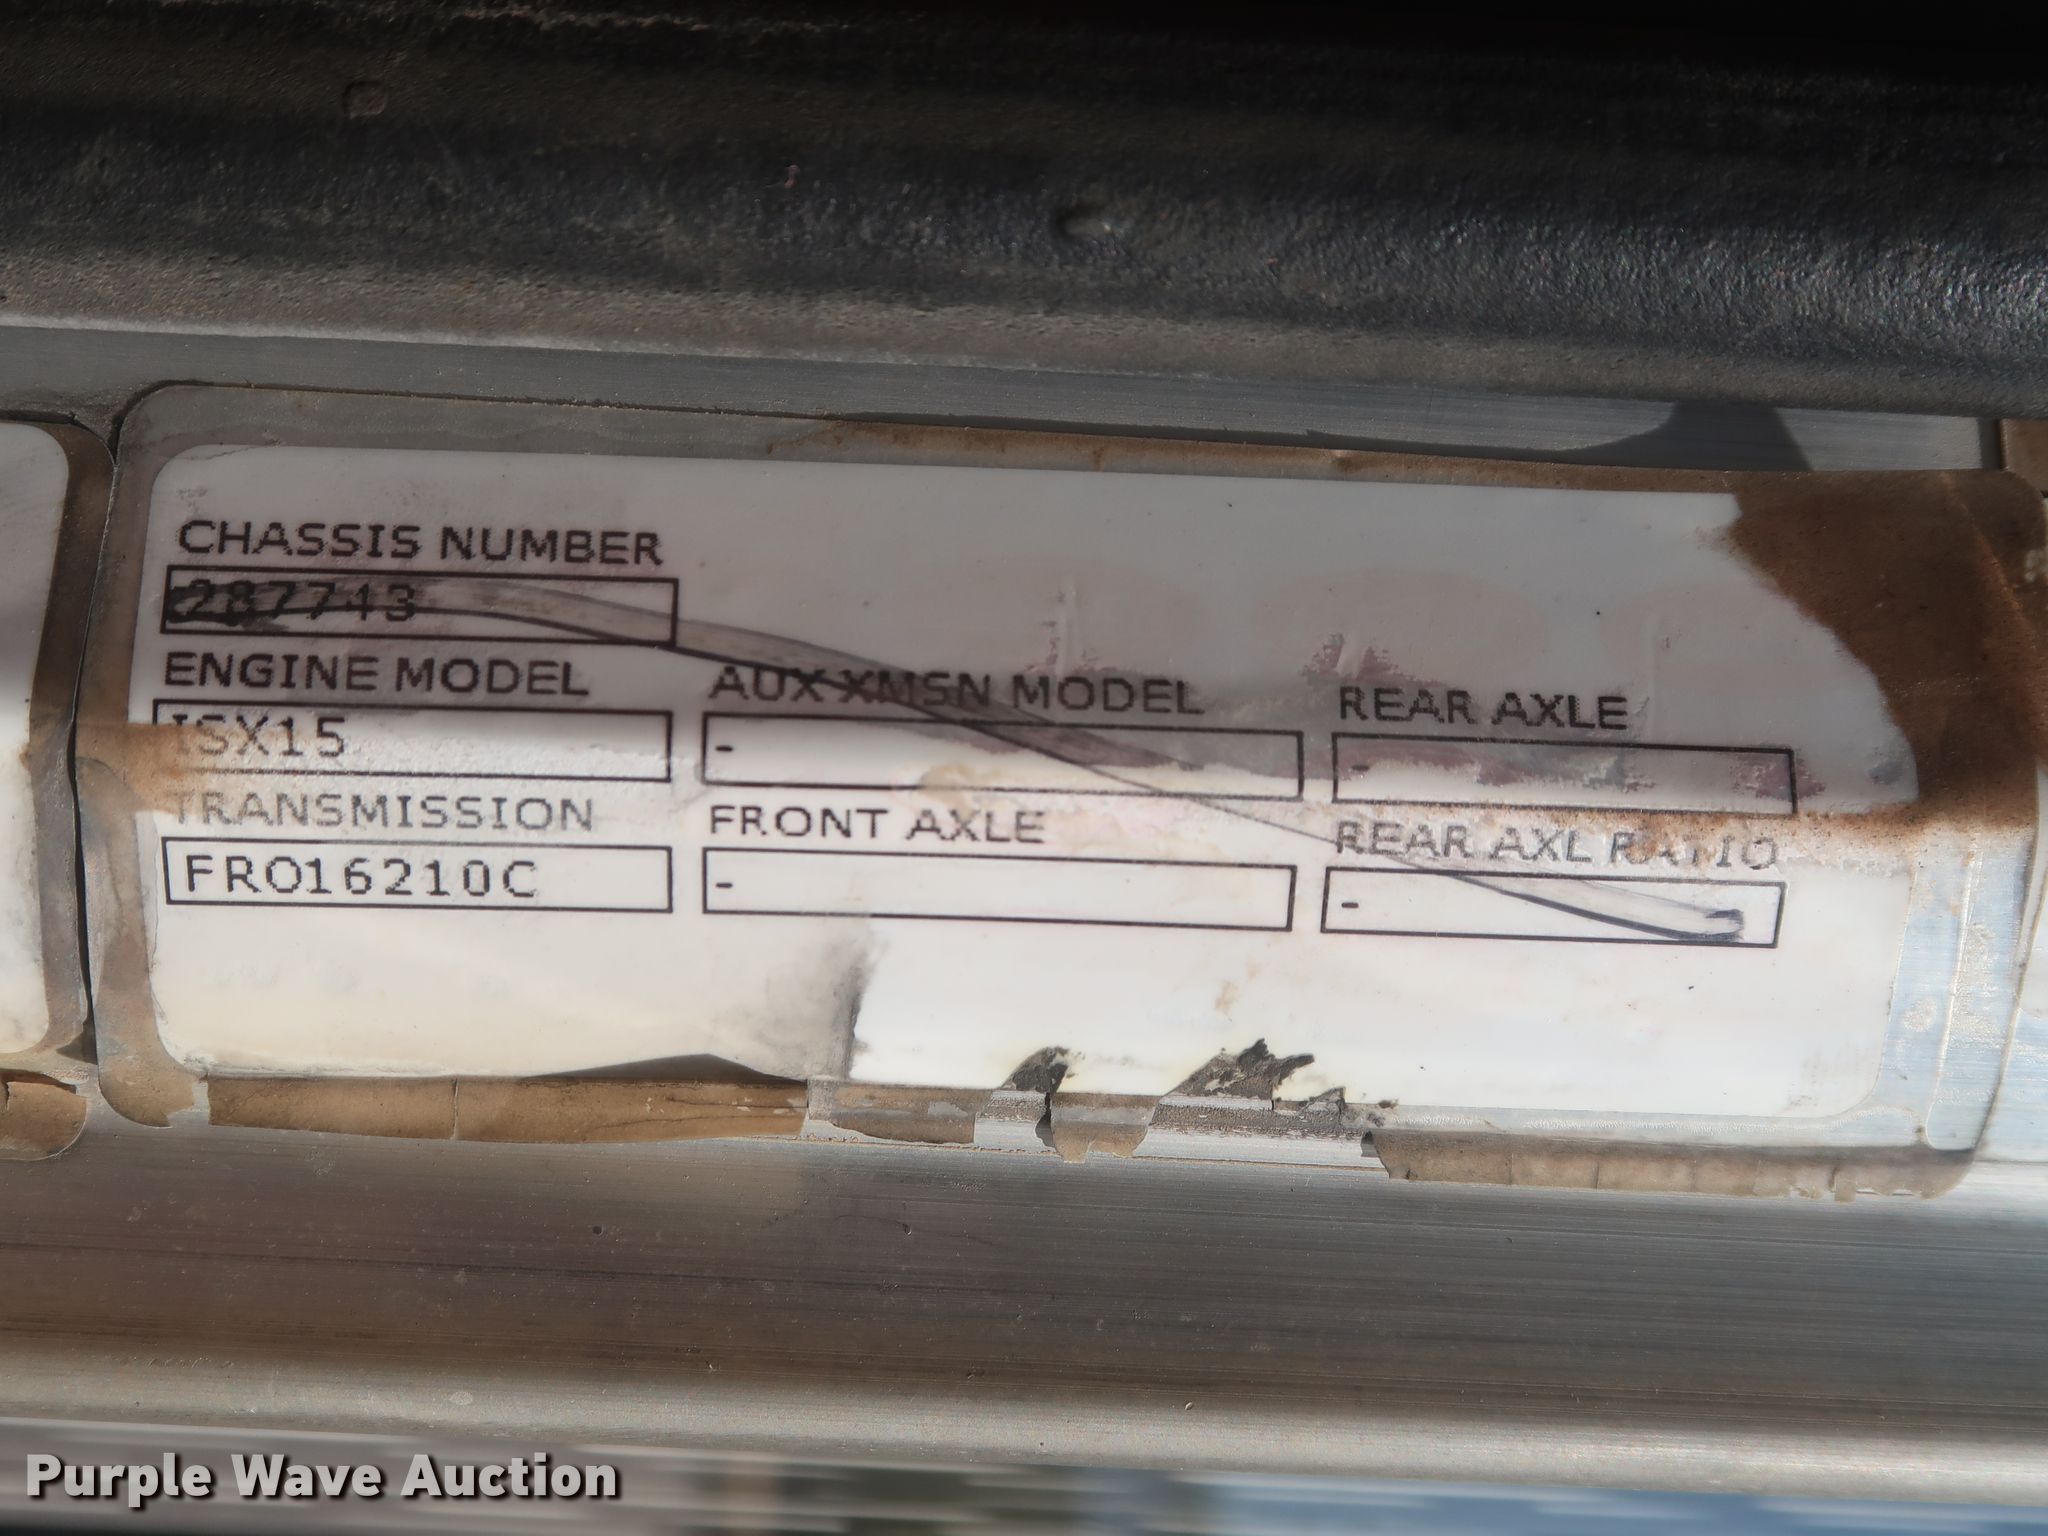 CHASSIS NUMBER
287743
ENGINE MODEL
ISX15
TRANSMISSION
FRO16210C
AUX XMSN MODEL
-
FRONT AXLE
-
REAR AXLE
-
REAR AXL RATIO
-
Purple Wave Auction